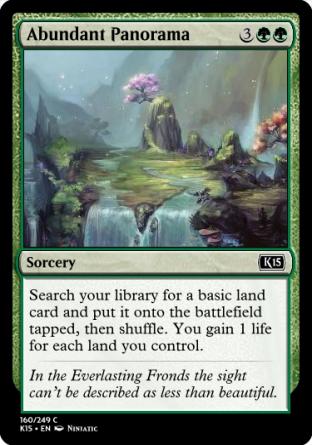 Abundant Panorama 3
Sorcery K15
Search your library for a basic land
card and put it onto the battlefield
tapped, then shuffle. You gain 1 life
for each land you control.
In the Everlasting Fronds the sight
can't be described as less than beautiful.
160/249 C
K15 • EN Niniatic